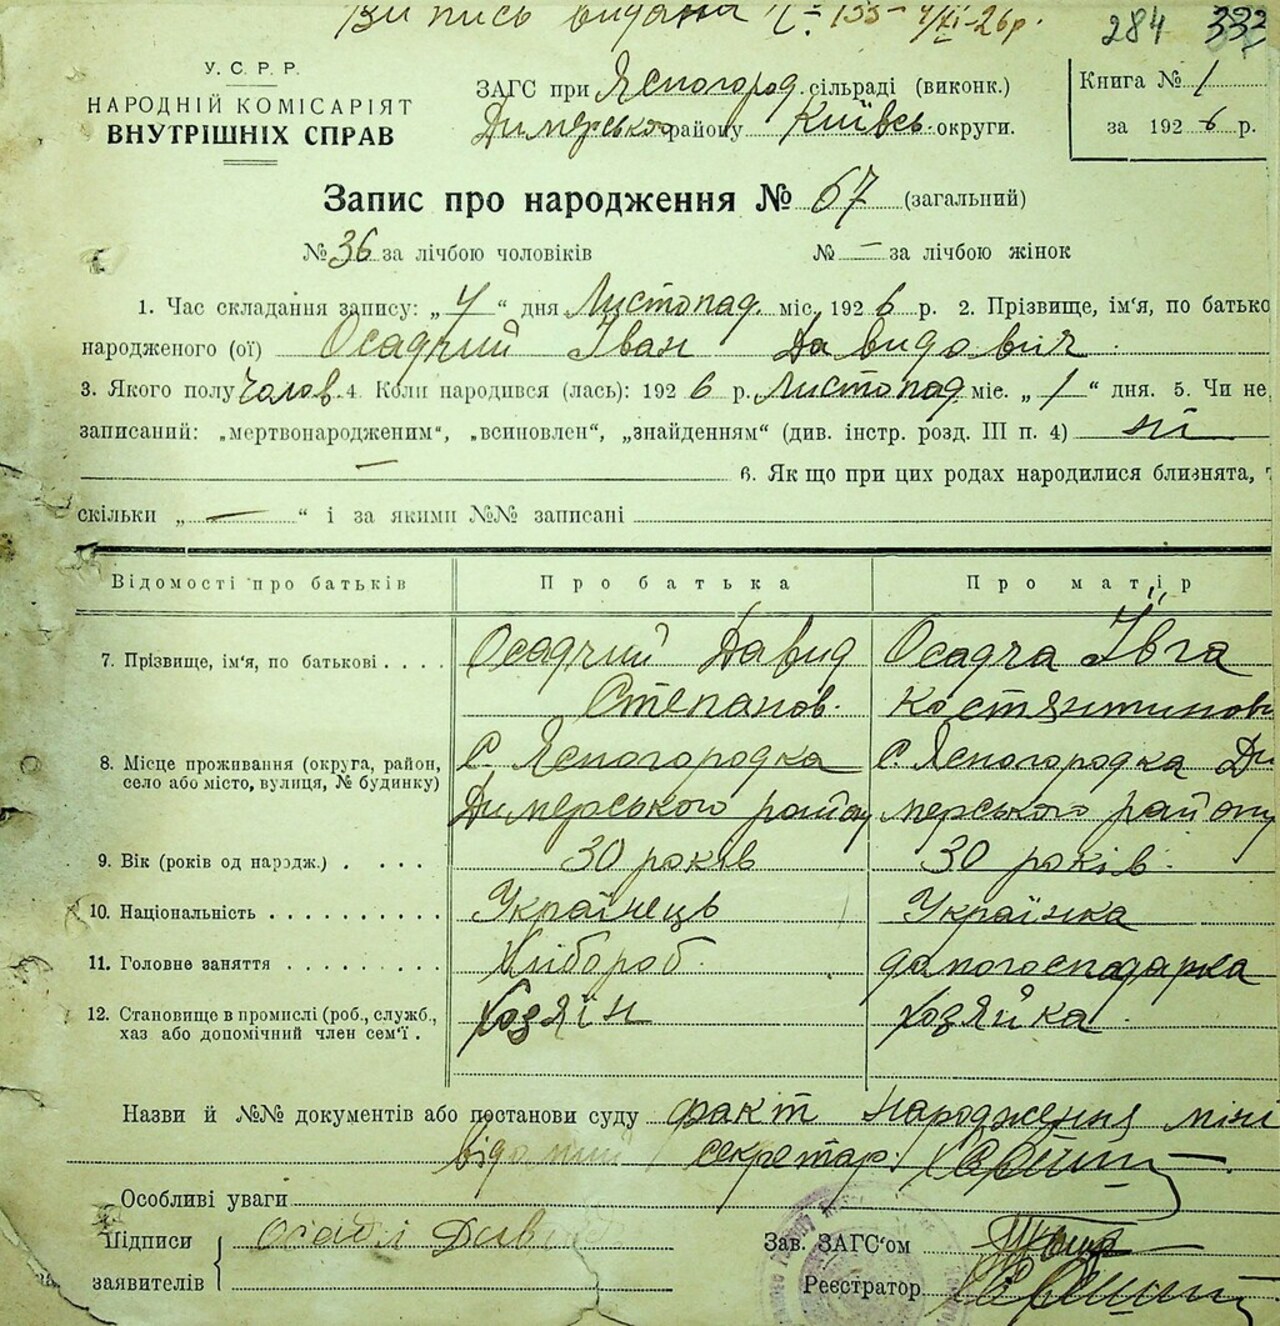 Випись видана № 133 4/XI-26р.
284 332
У. С. Р. Р.
НАРОДНІЙ КОМІСАРІЯТ
ВНУТРІШНІХ СПРАВ
ЗАГС при Ясногород. сільраді (виконк.)
Димерського району Київсь. округи.
Книга № 1
за 1926 р.
Запис про народження № 67 (загальний)
№ 36 за лічбою чоловіків № — за лічбою жінок
1. Час складання запису: „ 4 “ дня Листопад. міс. 1926 р. 2. Прізвище, ім'я, по батько
народженого (ої) Осадчий Іван Давидович
3. Якого полу Чолов. 4. Коли народився (лась): 1926 р. Листопад. міс. „ 1 “ дня. 5. Чи не
записаний: „мертвонародженим“, „всиновлен“, „знайденням“ (див. інстр. розд. III п. 4) ні
— 6. Як що при цих родах народилися близнята,
скільки „ — “ і за якими №№ записані
Відомості про батьків Про батька Про матір
7. Прізвище, ім'я, по батькові . . . . Осадчий Давид Осадча Ївга
Степанов. Костянтинов
8. Місце проживання (округа, район, с. Ясногородка с. Ясногородка Ди
село або місто, вулиця, № будинку) Димерського району мерського району
9. Вік (років од народж.) . . . . 30 років 30 років.
10. Національність . . . . . . . . . . Українець Українка
11. Головне заняття . . . . . . . . . Хлібороб. домогосподарка
12. Становище в промислі (роб., служб., Хозяїн Хозяйка.
хаз або допомічний член сем'ї .
Назви й №№ документів або постанови суду факт народження міні
відомий секретар.
Особливі уваги
Підписи Осадчі Давид
заявителів
Зав. ЗАГС'ом
Реєстратор